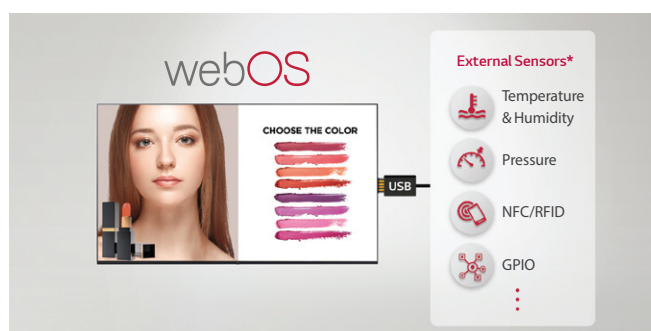 webOS
External Sensors*
Temperature
& Humidity
CHOOSE THE COLOR
Pressure
USB
NFC/RFID
GPIO